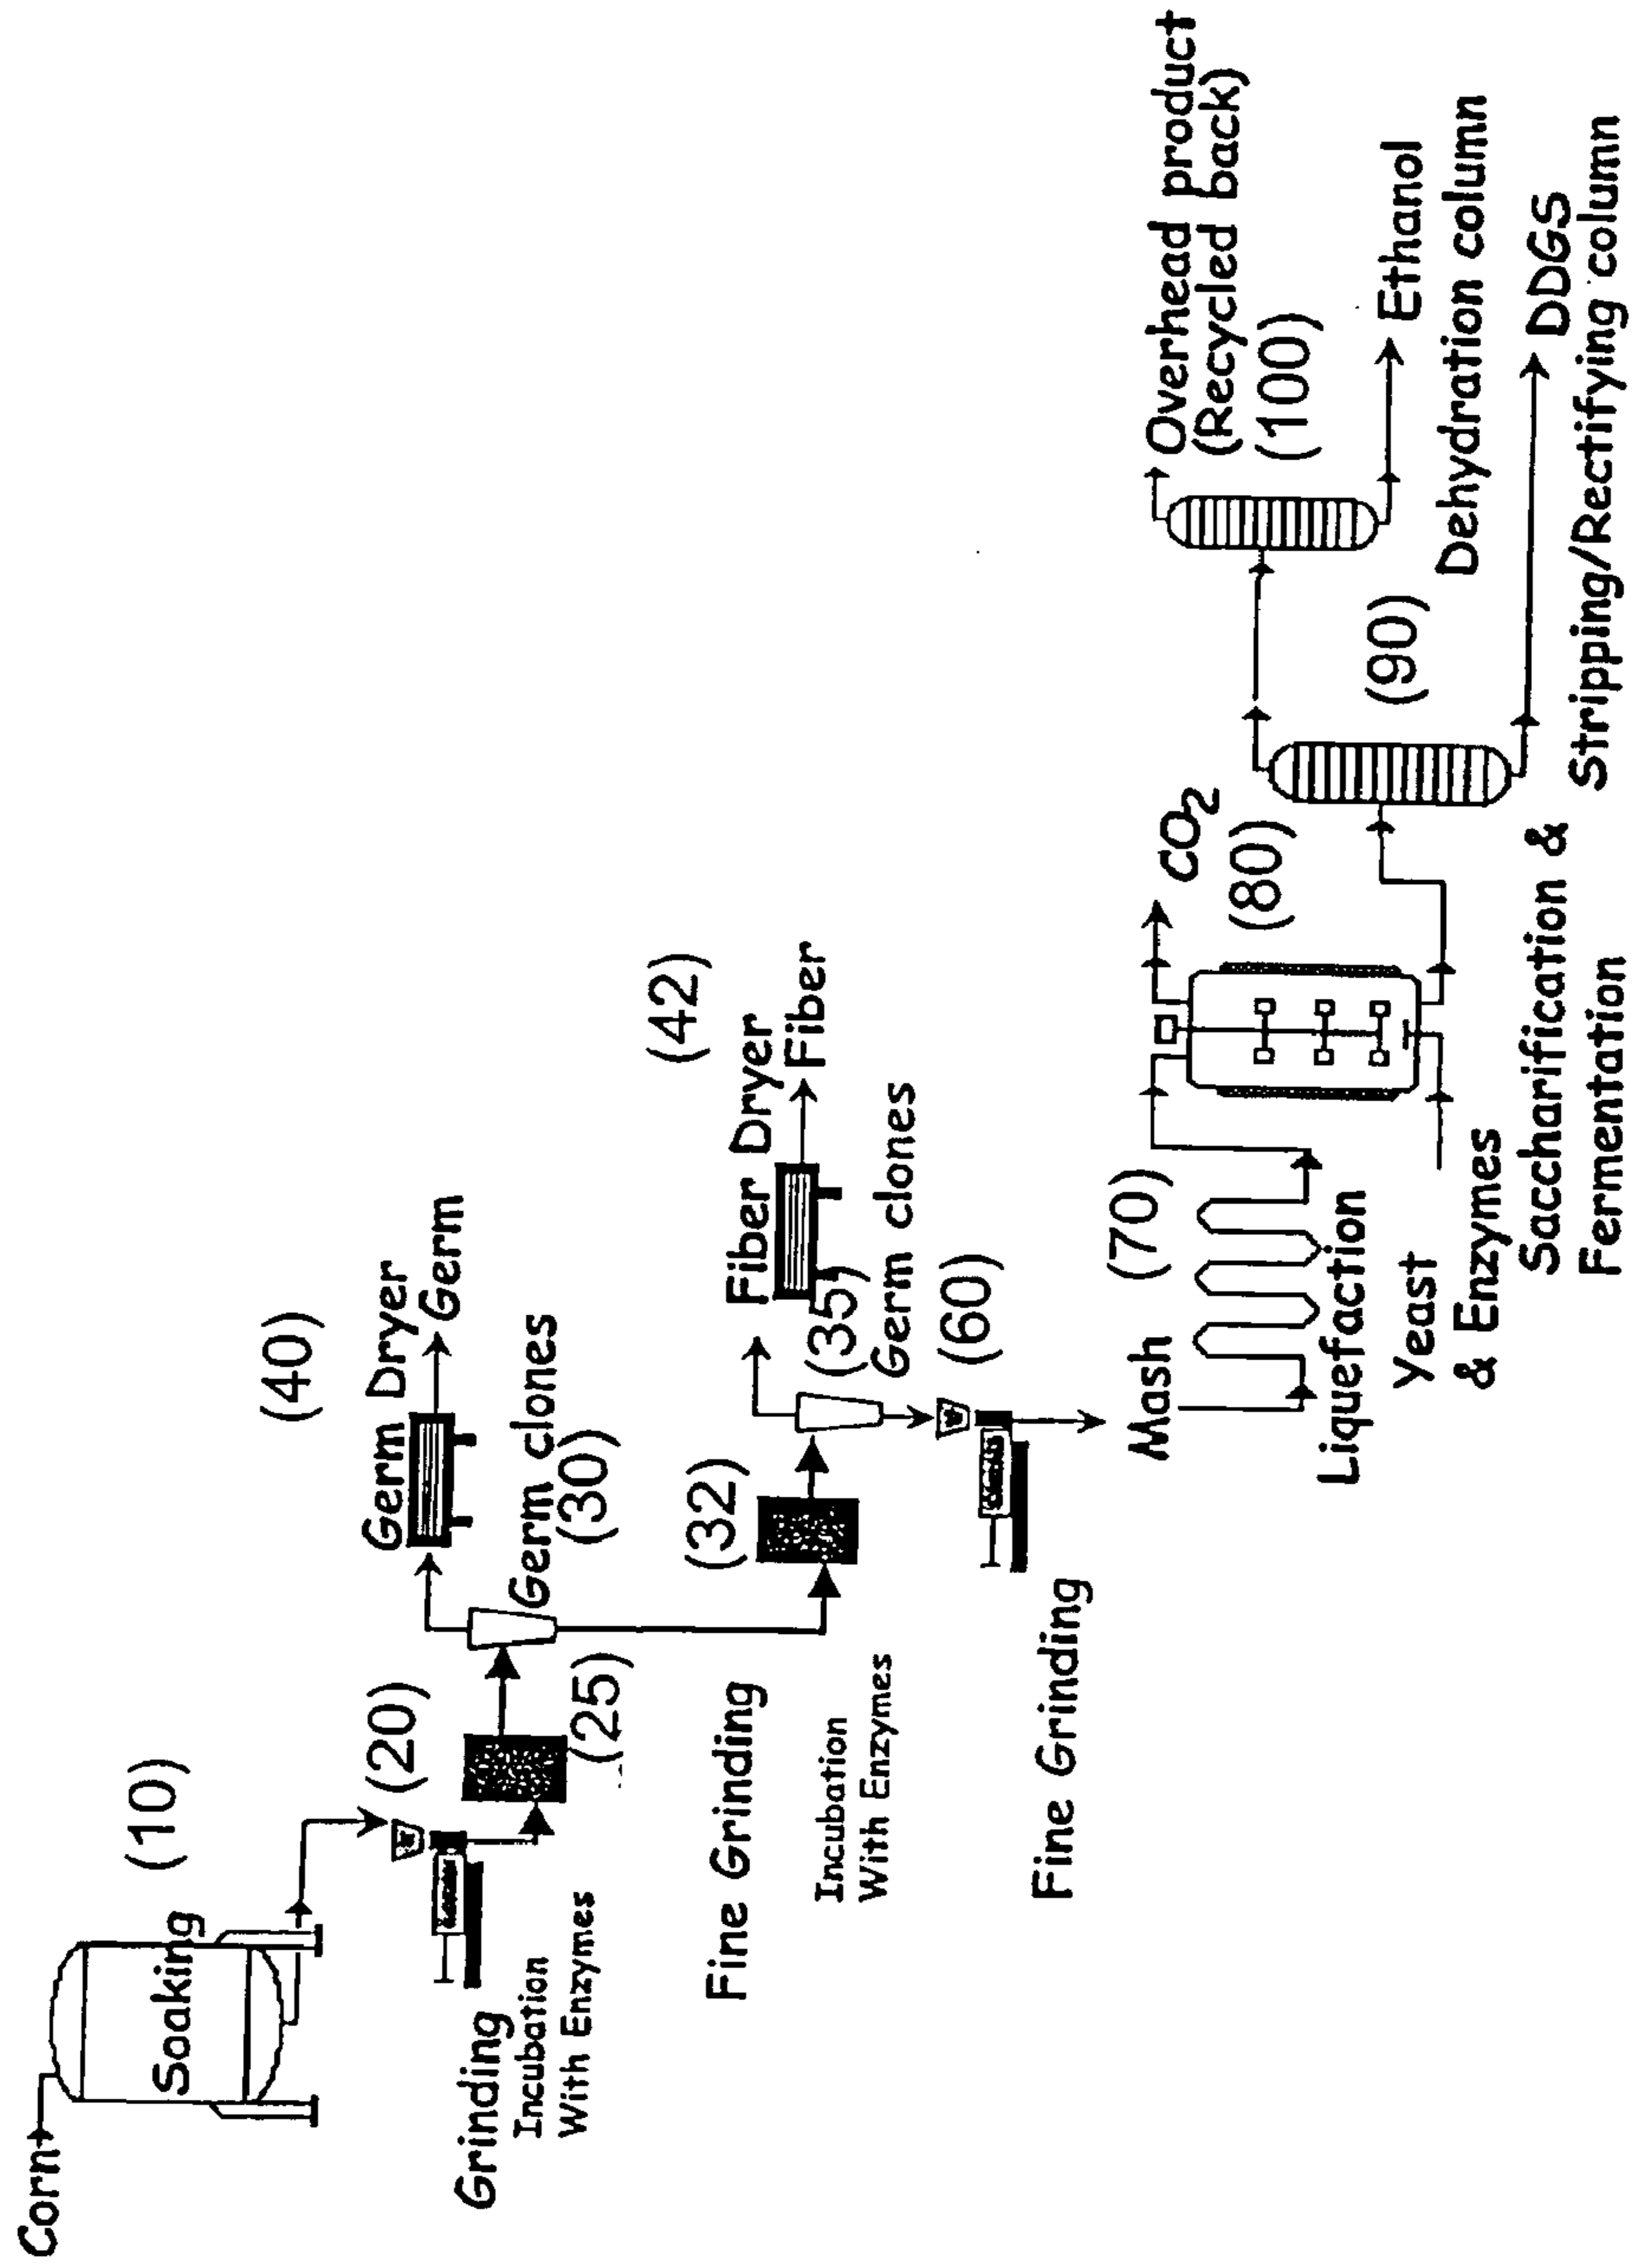 Corn
Soaking
(10)
(20)
Grinding
Incubation
With Enzymes
(25)
(40)
Germ Dryer
Germ
Germ clones
(30)
(32)
Fine Grinding
Incubation
With Enzymes
(42)
Fiber Dryer
Fiber
(35)
Germ clones
(60)
Fine Grinding
Mash
(70)
Liquefaction
Yeast
& Enzymes
CO2
(80)
Saccharification &
Fermentation
(90)
Stripping/Rectifying column
DDGS
Overhead product
(Recycled back)
(100)
Ethanol
Dehydration column